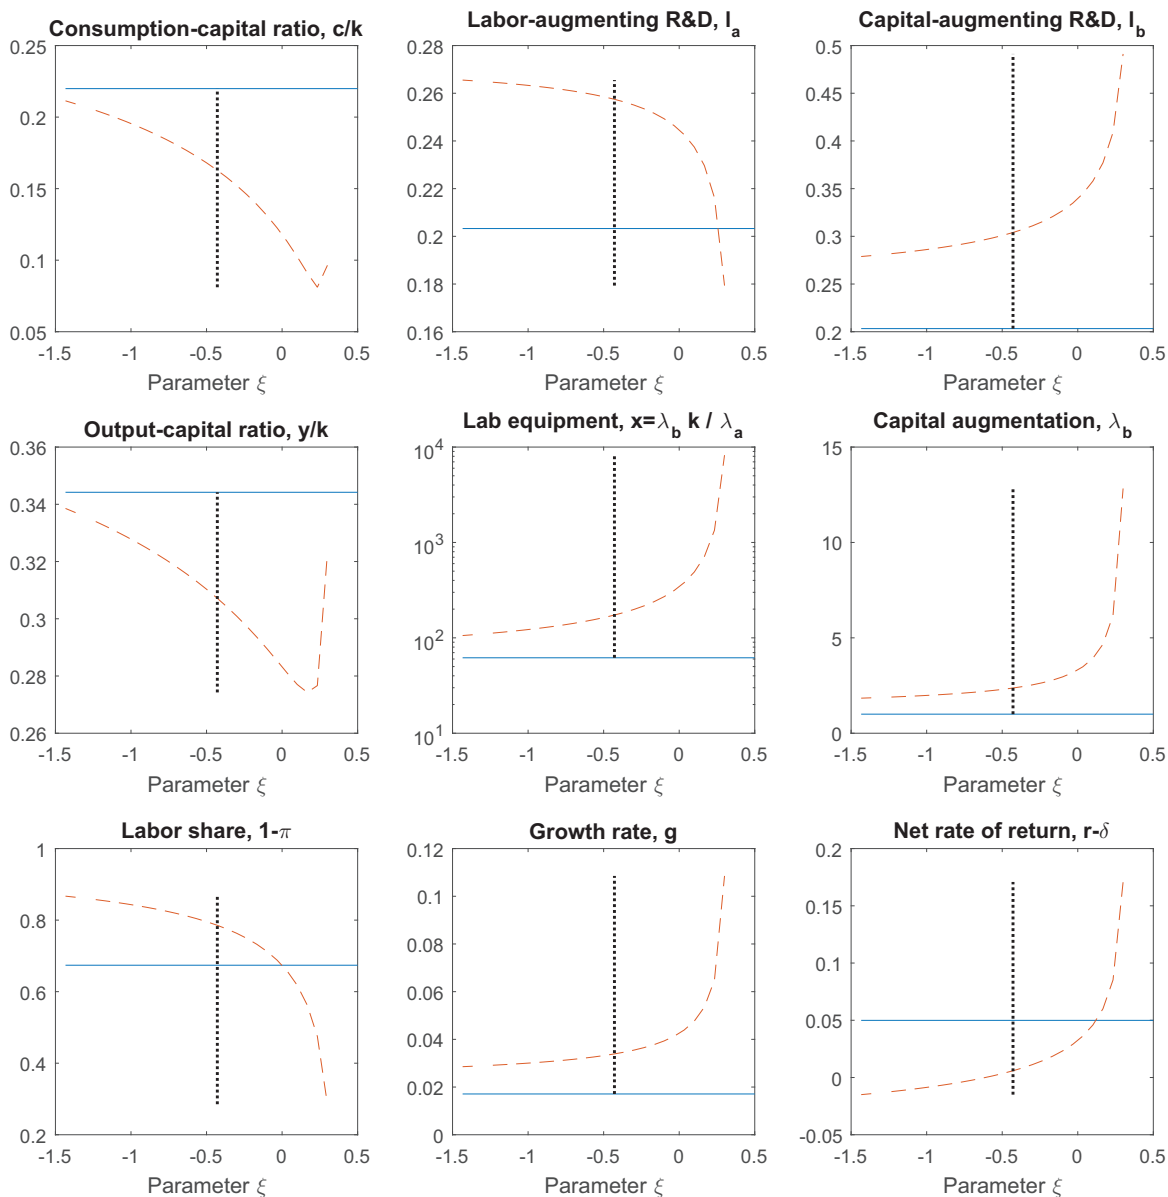 Consumption-capital ratio, c/k
0.25
0.2
0.15
0.1
0.05
-1.5 -1 -0.5 0 0.5
Parameter ξ
Labor-augmenting R&D, l_a
0.28
0.26
0.24
0.22
0.2
0.18
0.16
-1.5 -1 -0.5 0 0.5
Parameter ξ
Capital-augmenting R&D, l_b
0.5
0.45
0.4
0.35
0.3
0.25
0.2
-1.5 -1 -0.5 0 0.5
Parameter ξ
Output-capital ratio, y/k
0.36
0.34
0.32
0.3
0.28
0.26
-1.5 -1 -0.5 0 0.5
Parameter ξ
Lab equipment, x=λ_b k / λ_a
10^4
10^3
10^2
10^1
-1.5 -1 -0.5 0 0.5
Parameter ξ
Capital augmentation, λ_b
15
10
5
0
-1.5 -1 -0.5 0 0.5
Parameter ξ
Labor share, 1-π
1
0.8
0.6
0.4
0.2
-1.5 -1 -0.5 0 0.5
Parameter ξ
Growth rate, g
0.12
0.1
0.08
0.06
0.04
0.02
0
-1.5 -1 -0.5 0 0.5
Parameter ξ
Net rate of return, r-δ
0.2
0.15
0.1
0.05
0
-0.05
-1.5 -1 -0.5 0 0.5
Parameter ξ